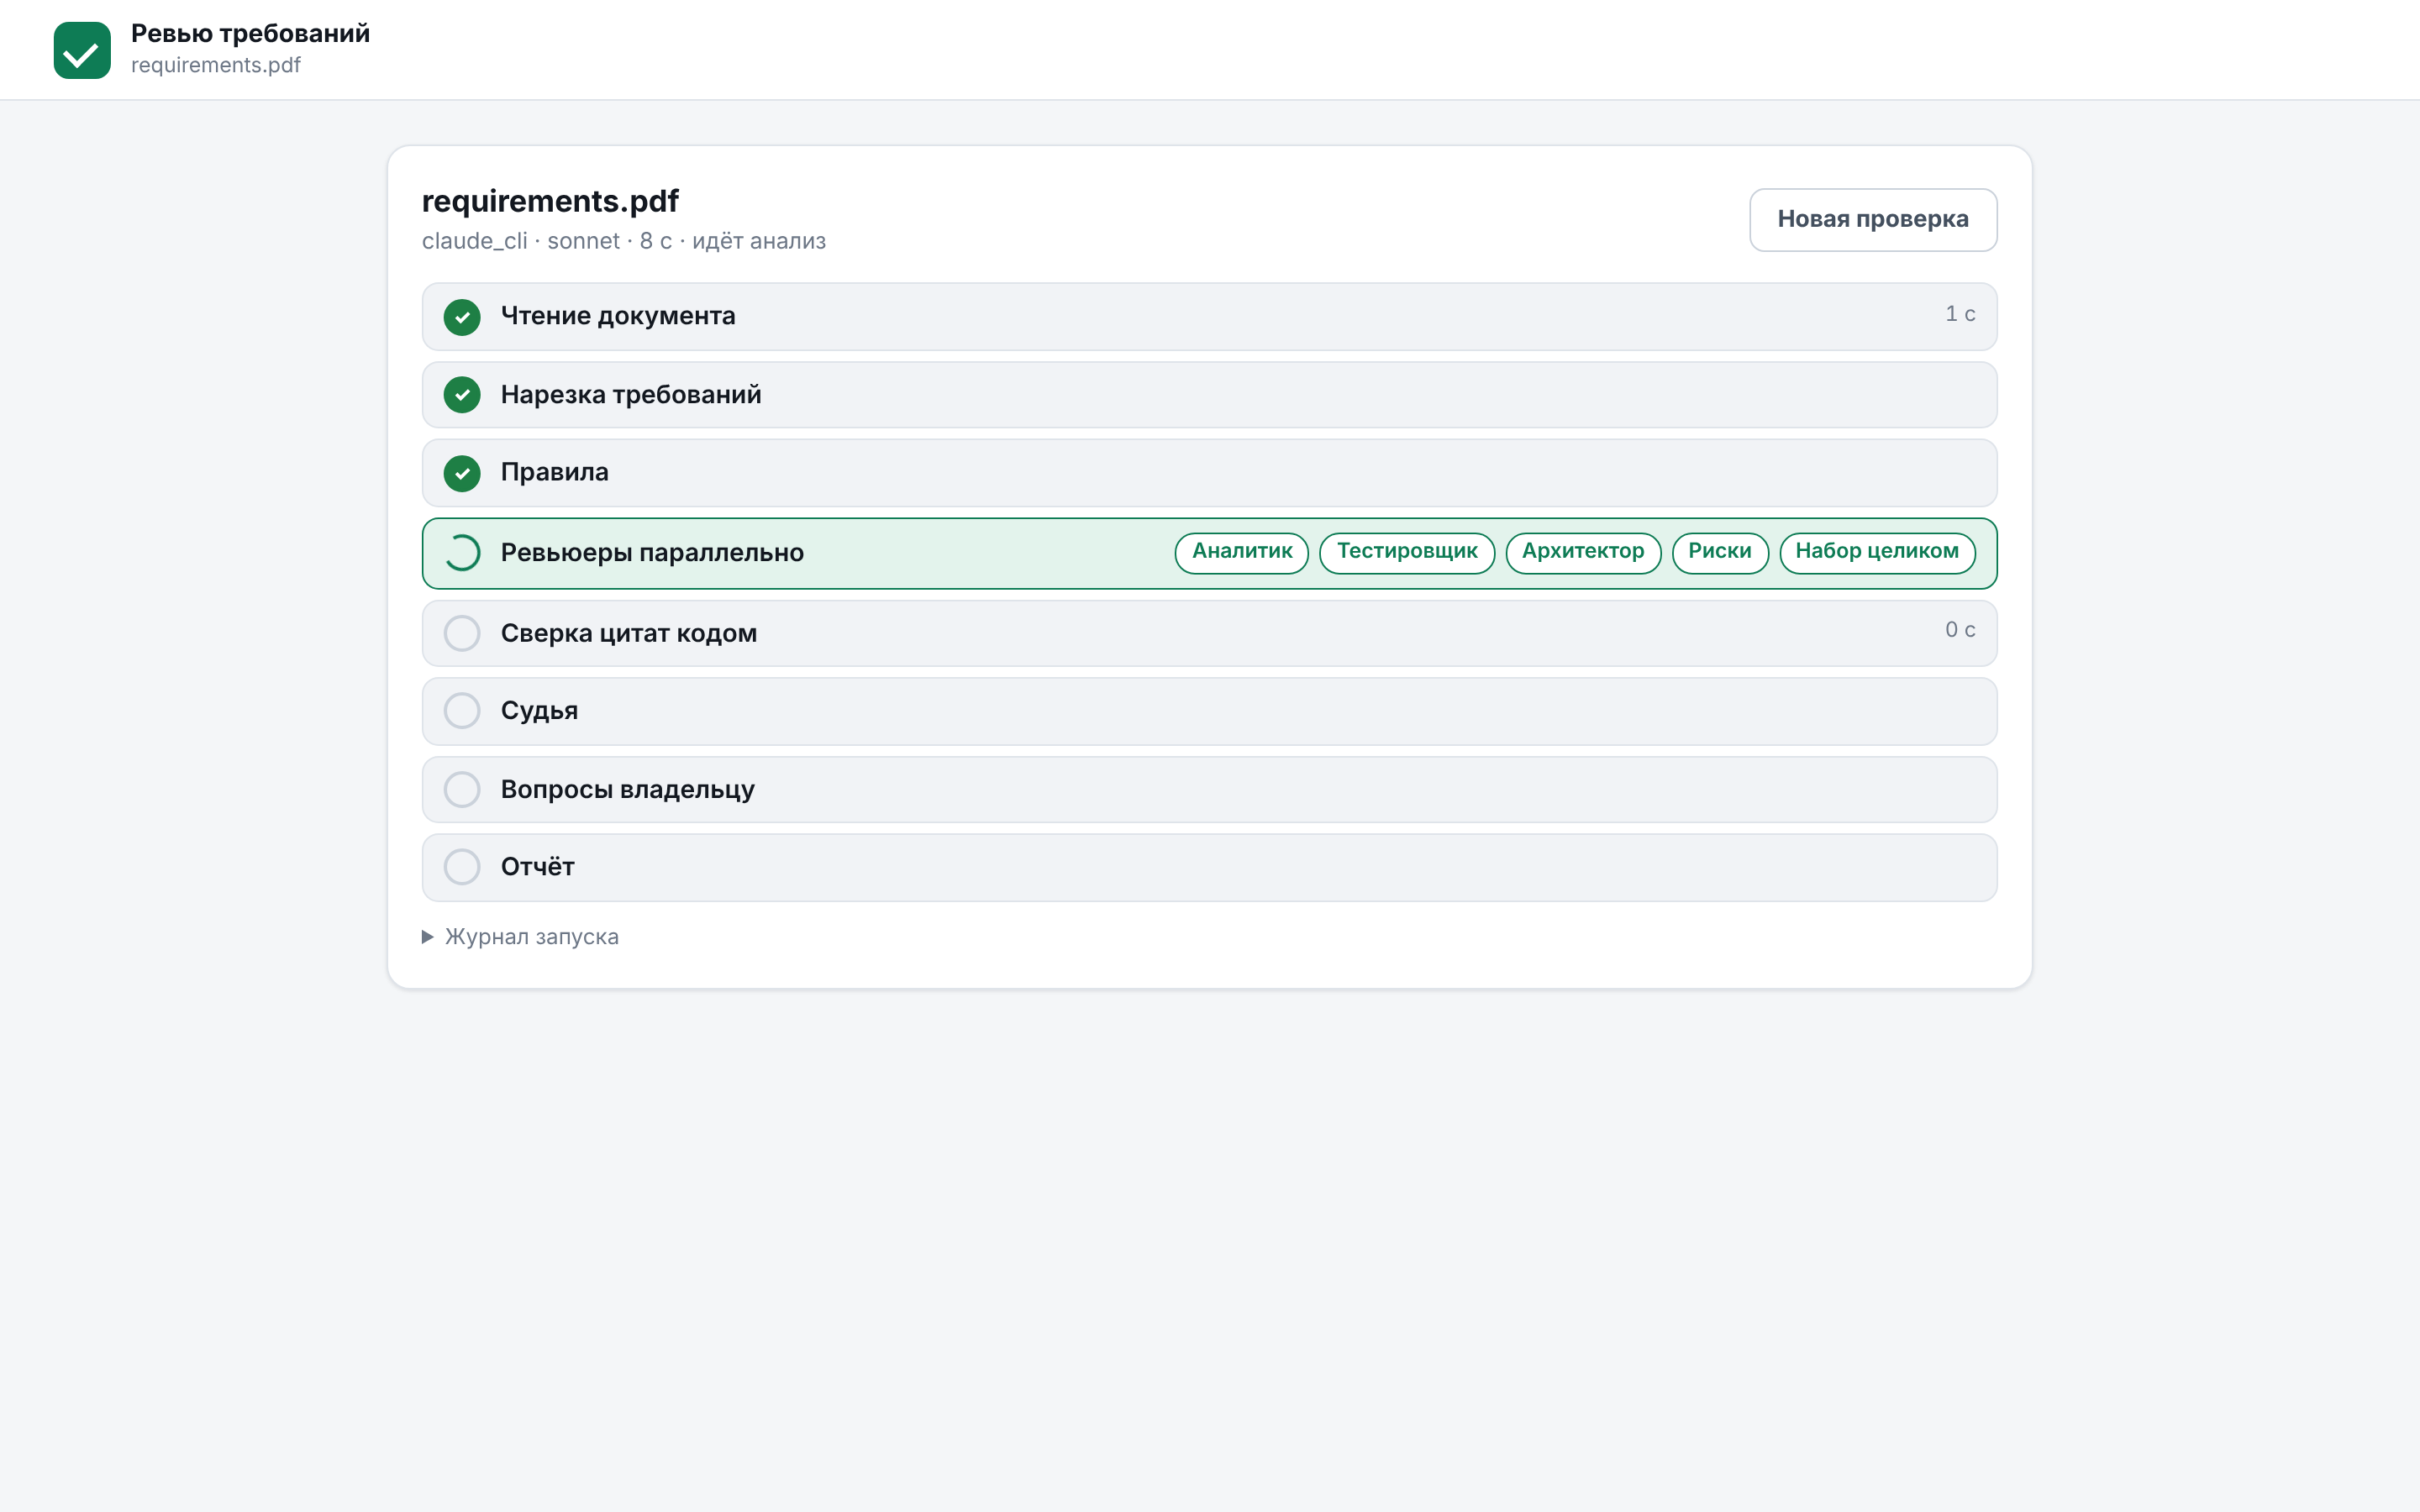 Ревью требований
requirements.pdf
requirements.pdf
claude_cli · sonnet · 8 с · идёт анализ
Новая проверка
Чтение документа 1 с
Нарезка требований
Правила
Ревьюеры параллельно Аналитик Тестировщик Архитектор Риски Набор целиком
Сверка цитат кодом 0 с
Судья
Вопросы владельцу
Отчёт
Журнал запуска